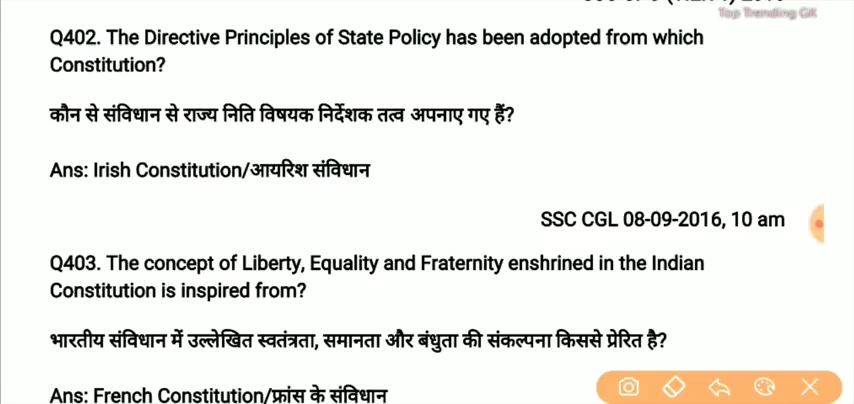 Top Trending GK
Q402. The Directive Principles of State Policy has been adopted from which
Constitution?
कौन से संविधान से राज्य निति विषयक निर्देशक तत्व अपनाए गए हैं?
Ans: Irish Constitution/आयरिश संविधान
SSC CGL 08-09-2016, 10 am
Q403. The concept of Liberty, Equality and Fraternity enshrined in the Indian
Constitution is inspired from?
भारतीय संविधान में उल्लेखित स्वतंत्रता, समानता और बंधुता की संकल्पना किससे प्रेरित है?
Ans: French Constitution/फ्रांस के संविधान